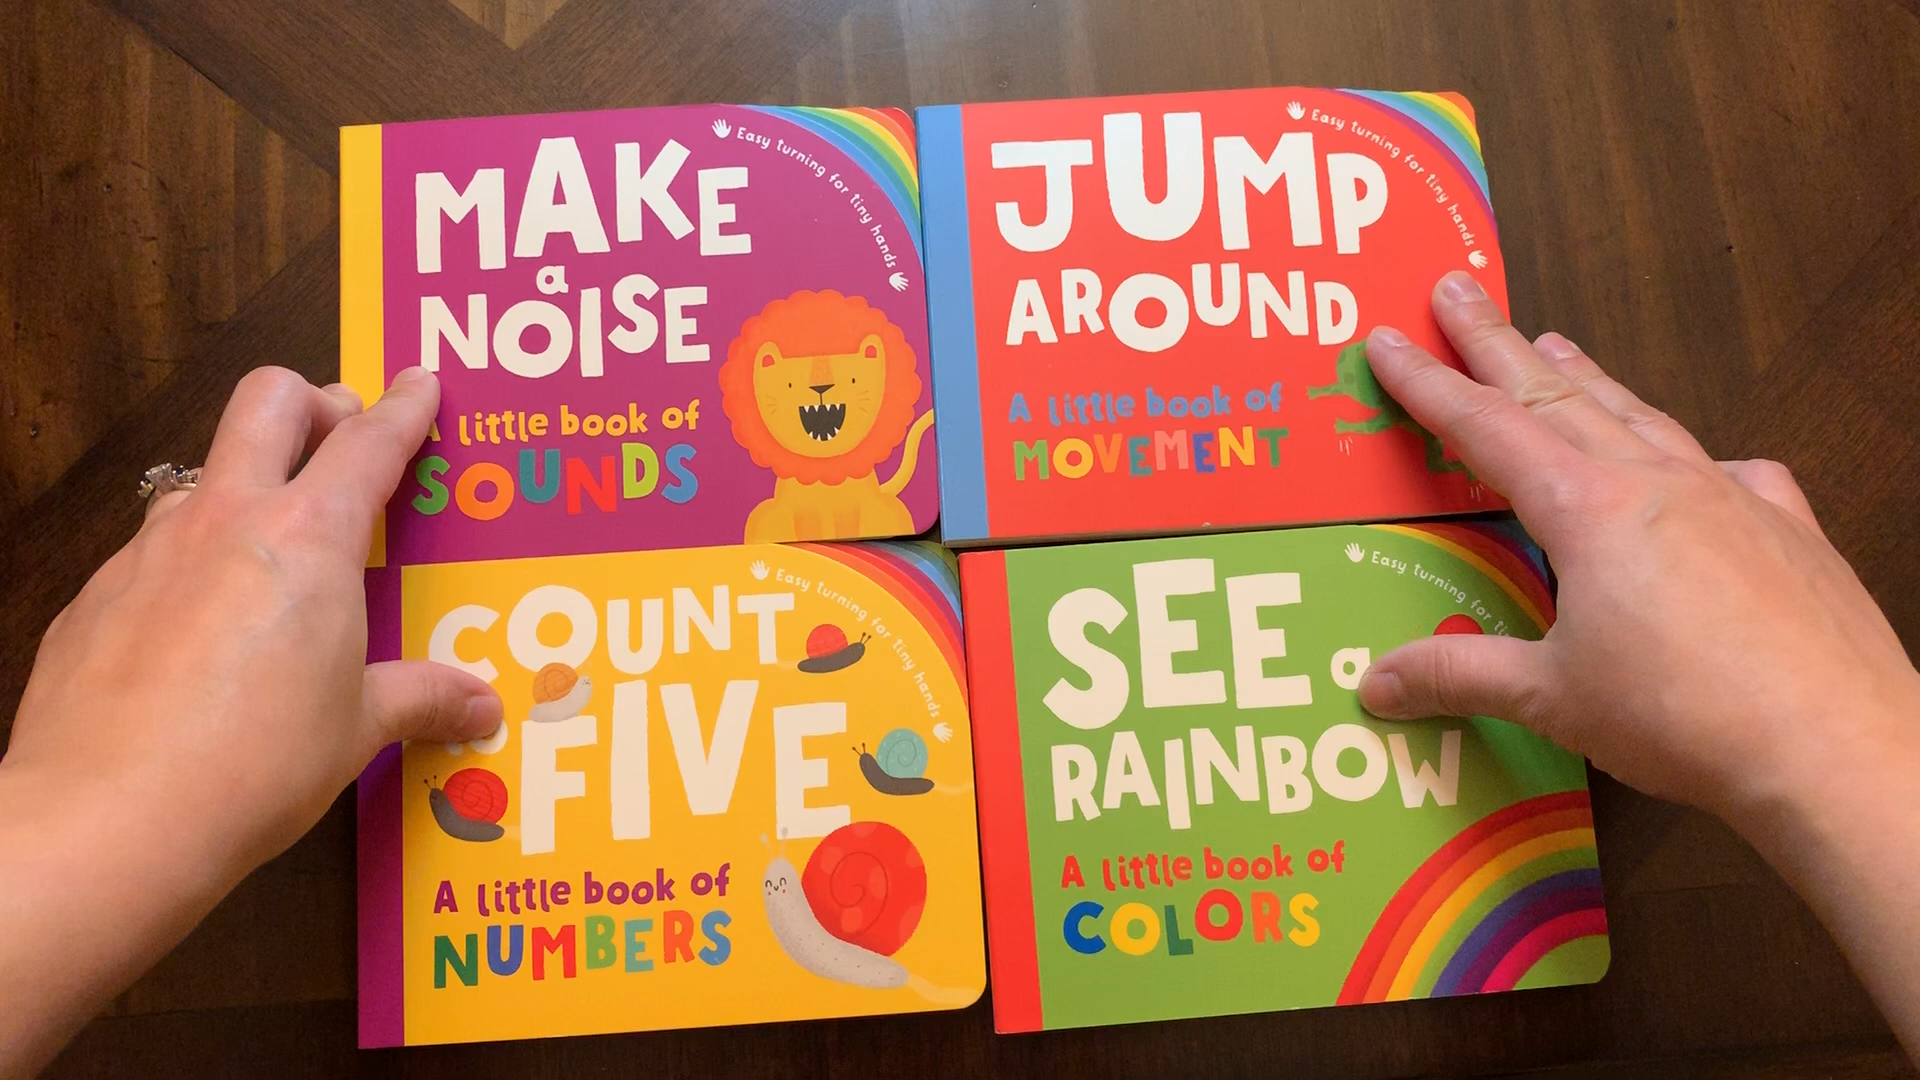 Easy turning for tiny hands
MAKE
a
NOISE
little book of
SOUNDS
Easy turning for tiny hands
JUMP
AROUND
A little book of
MOVEMENT
Easy turning for tiny hands
COUNT
FIVE
A little book of
NUMBERS
Easy turning for
SEE a
RAINBOW
A little book of
COLORS